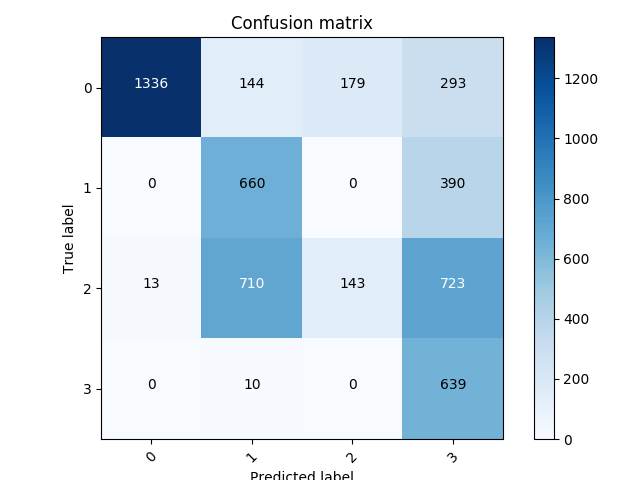 Confusion matrix
0 1336 144 179 293
1 0 660 0 390
2 13 710 143 723
3 0 10 0 639
0 1 2 3
True label
Predicted label
1200
1000
800
600
400
200
0